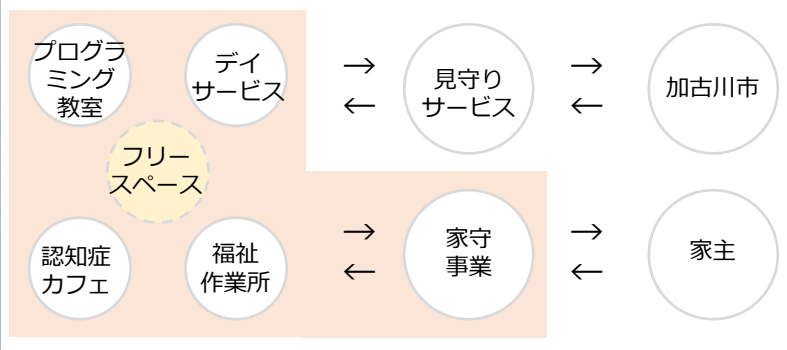 プログラ
ミング
教室
デイ
サービス
フリー
スペース
認知症
カフェ
福祉
作業所
→
←
見守り
サービス
→
←
加古川市
→
←
家守
事業
→
←
家主